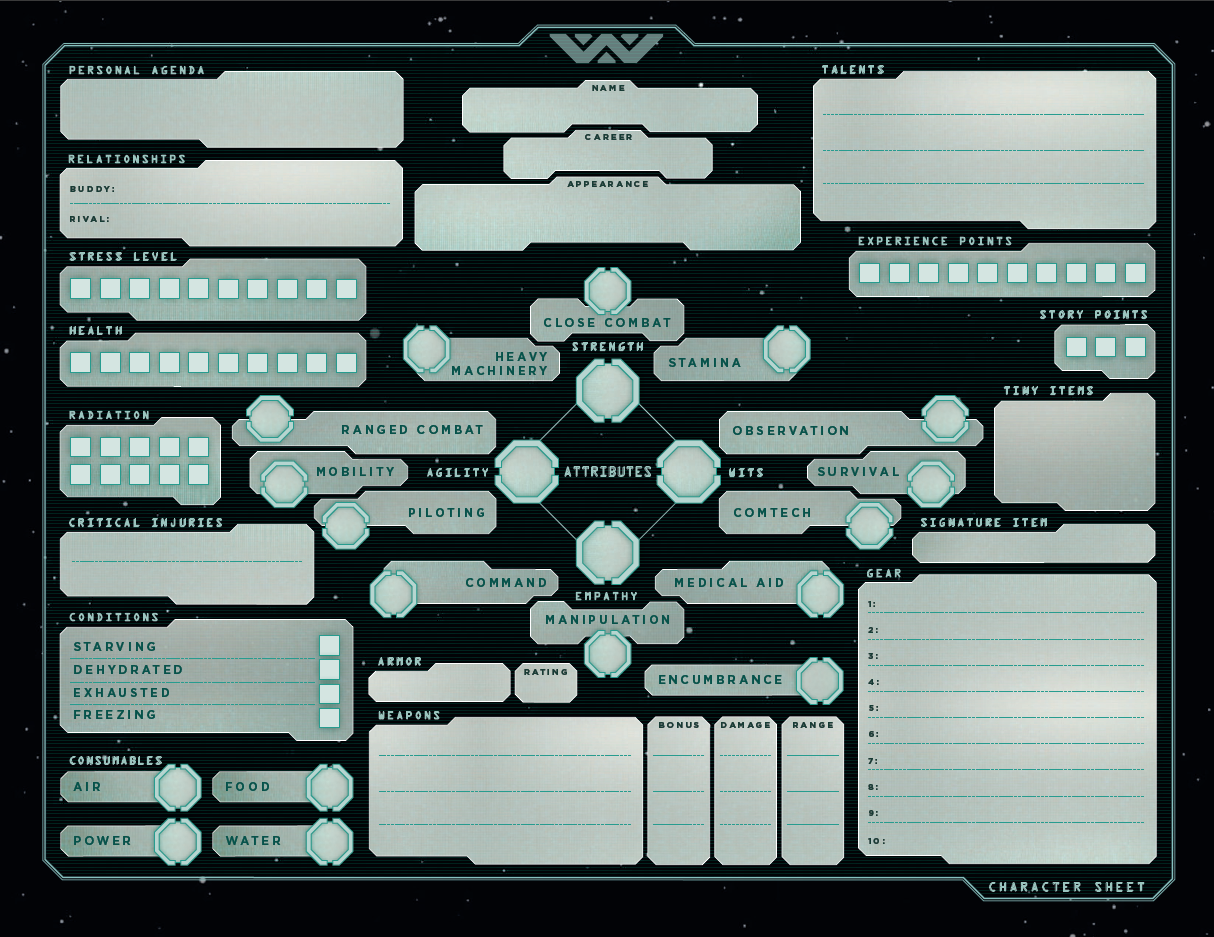 PERSONAL AGENDA
NAME
TALENTS
CAREER
RELATIONSHIPS
BUDDY:
RIVAL:
APPEARANCE
EXPERIENCE POINTS
STRESS LEVEL
STORY POINTS
HEALTH
CLOSE COMBAT
STRENGTH
HEAVY
MACHINERY
STAMINA
TINY ITEMS
RADIATION
RANGED COMBAT
OBSERVATION
MOBILITY
AGILITY
ATTRIBUTES
WITS
SURVIVAL
PILOTING
COMTECH
CRITICAL INJURIES
SIGNATURE ITEM
GEAR
1:
2:
3:
4:
5:
6:
7:
8:
9:
10:
COMMAND
MEDICAL AID
EMPATHY
MANIPULATION
CONDITIONS
STARVING
DEHYDRATED
EXHAUSTED
FREEZING
ARMOR
RATING
ENCUMBRANCE
WEAPONS
BONUS
DAMAGE
RANGE
CONSUMABLES
AIR
FOOD
POWER
WATER
CHARACTER SHEET